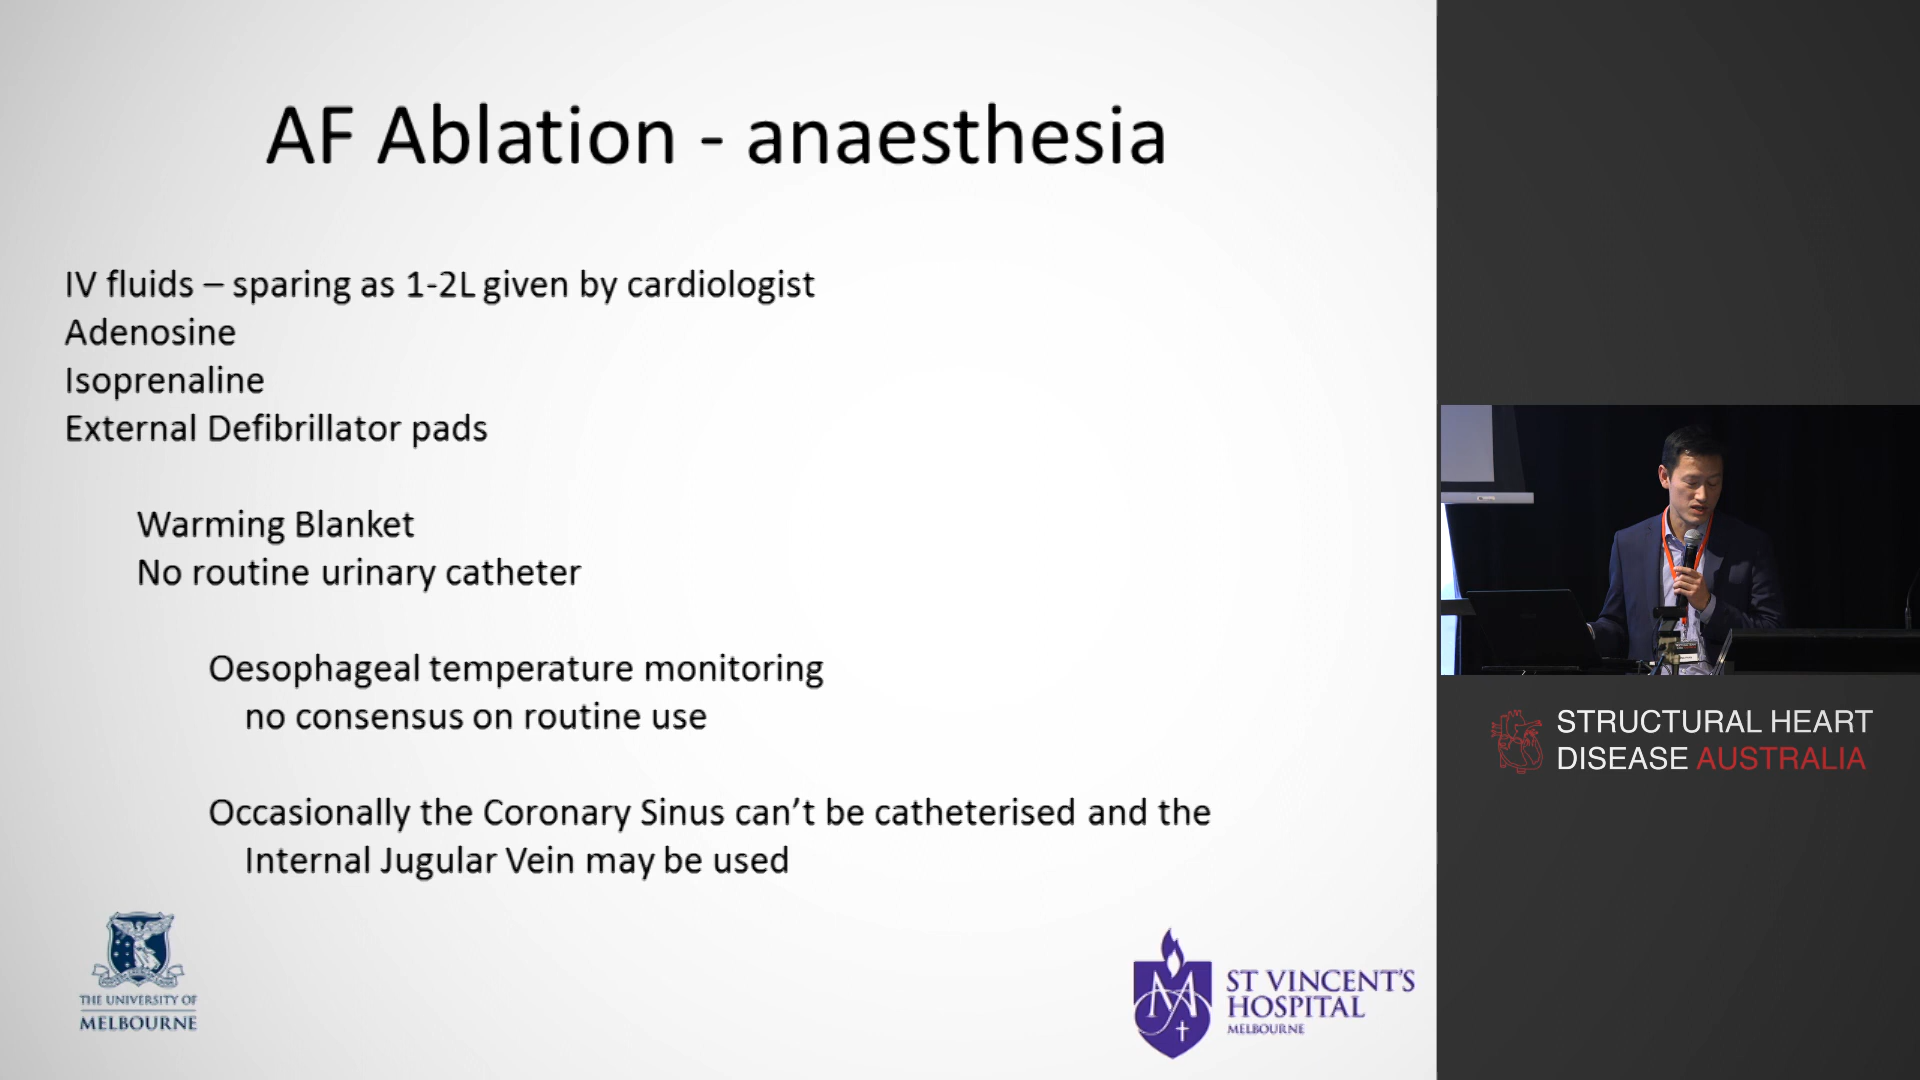 AF Ablation - anaesthesia
IV fluids – sparing as 1-2L given by cardiologist
Adenosine
Isoprenaline
External Defibrillator pads
Warming Blanket
No routine urinary catheter
Oesophageal temperature monitoring
no consensus on routine use
Occasionally the Coronary Sinus can’t be catheterised and the
Internal Jugular Vein may be used
THE UNIVERSITY OF
MELBOURNE
ST VINCENT'S
HOSPITAL
MELBOURNE
STRUCTURAL HEART
DISEASE AUSTRALIA